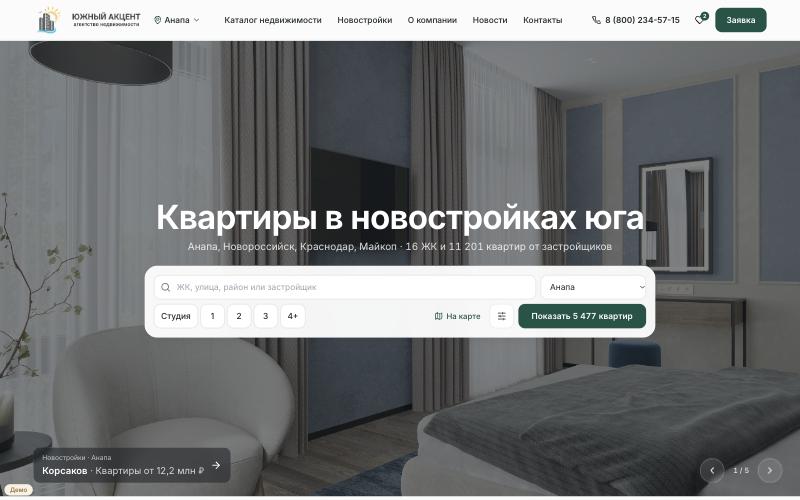 ЮЖНЫЙ АКЦЕНТ
агентство недвижимости
Анапа
Каталог недвижимости
Новостройки
О компании
Новости
Контакты
8 (800) 234-57-15
2
Заявка
Квартиры в новостройках юга
Анапа, Новороссийск, Краснодар, Майкоп · 16 ЖК и 11 201 квартир от застройщиков
ЖК, улица, район или застройщик
Анапа
Студия
1
2
3
4+
На карте
Показать 5 477 квартир
Новостройки · Анапа
Корсаков · Квартиры от 12,2 млн ₽
1 / 5
Демо